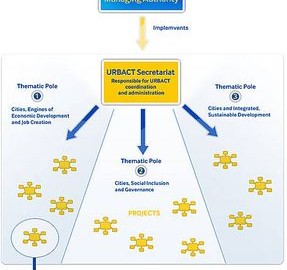 Managing Authority
Implemvants
URBACT Secretariat
Responsible for URBACT
coordination
and administration
Thematic Pole
1
Cities, Engines of
Economic Development
and Job Creation
Thematic Pole
3
Cities and Integrated,
Sustainable Development
Thematic Pole
2
Cities, Social Inclusion
and Governance
PROJECTS